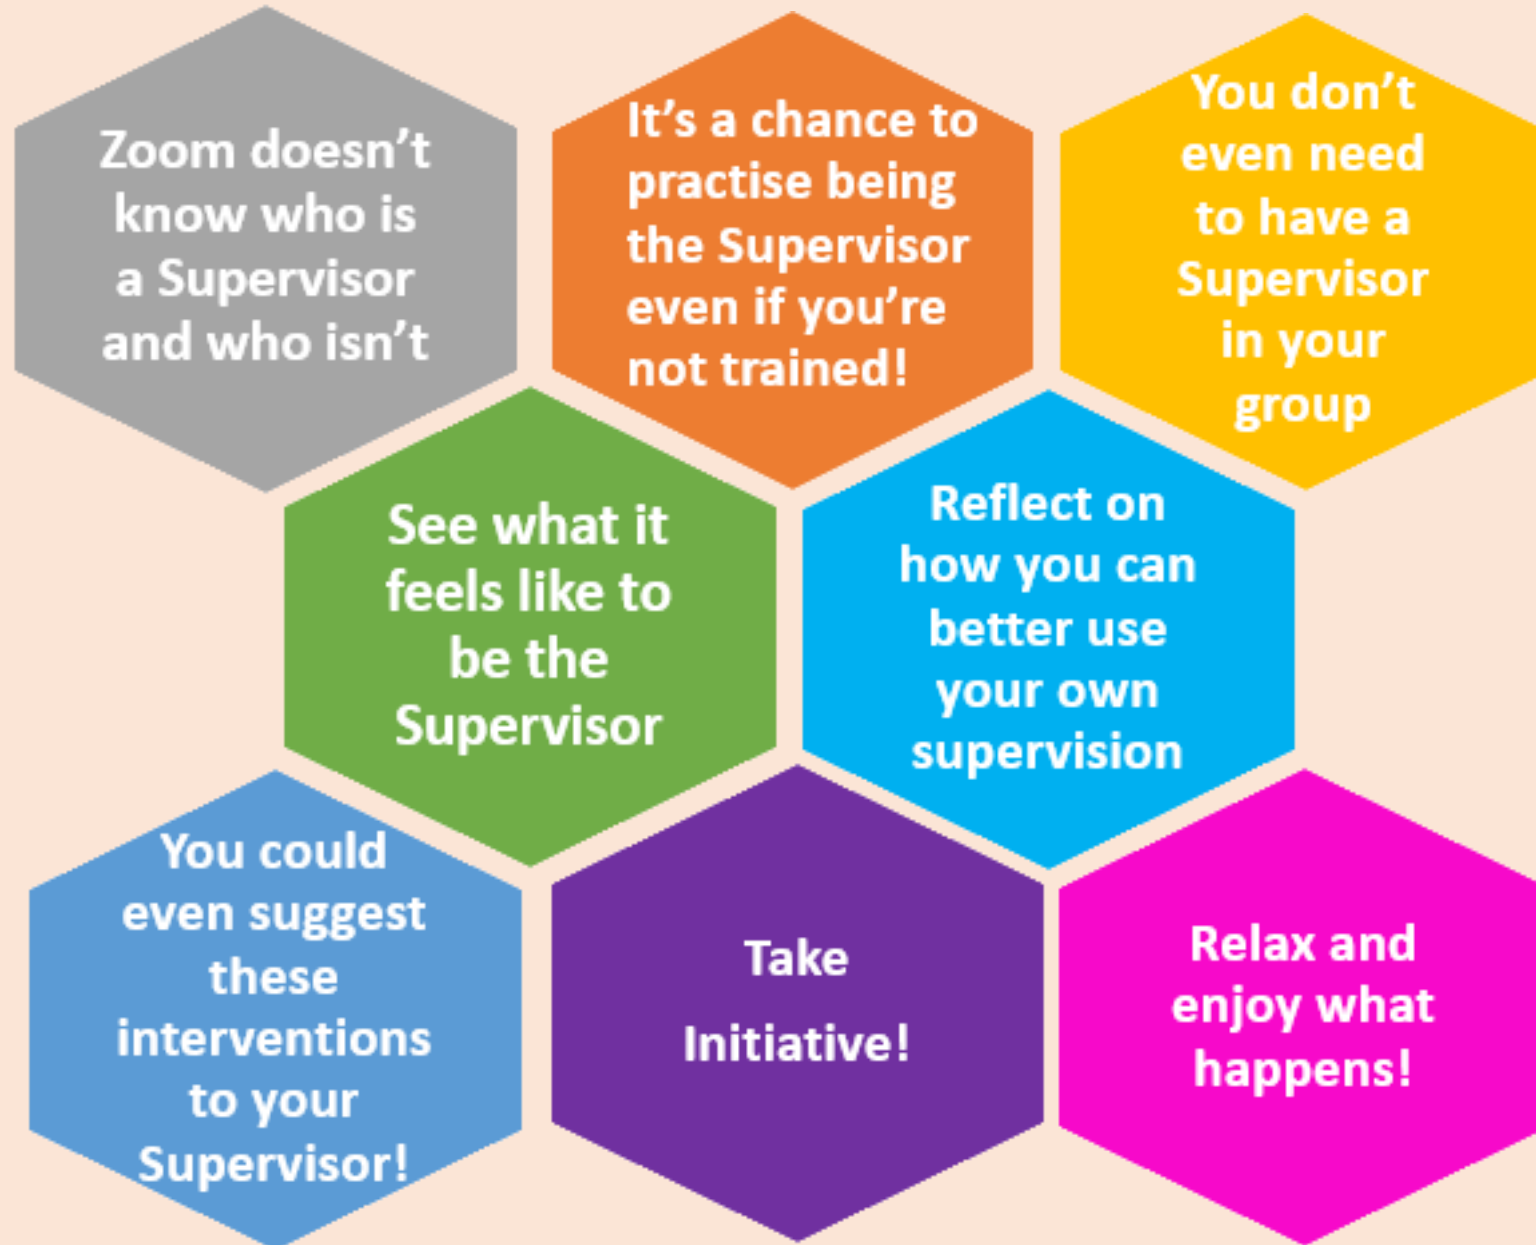 Zoom doesn’t
know who is
a Supervisor
and who isn’t
It’s a chance to
practise being
the Supervisor
even if you’re
not trained!
You don’t
even need
to have a
Supervisor
in your
group
See what it
feels like to
be the
Supervisor
Reflect on
how you can
better use
your own
supervision
You could
even suggest
these
interventions
to your
Supervisor!
Take
Initiative!
Relax and
enjoy what
happens!